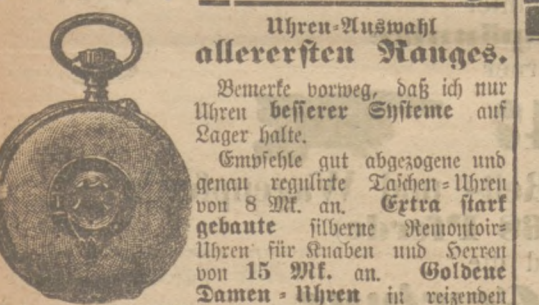 Uhren-Auswahl
allerersten Ranges.
Bemerke vorweg, daß ich nur
Uhren besserer Systeme auf
Lager halte.
Empfehle gut abgezogene und
genau regulirte Taschen-Uhren
von 8 Mk. an. Extra stark
gebaute silberne Remontoir-
Uhren für Knaben und Herren
von 15 Mk. an. Goldene
Damen-Uhren in reizenden